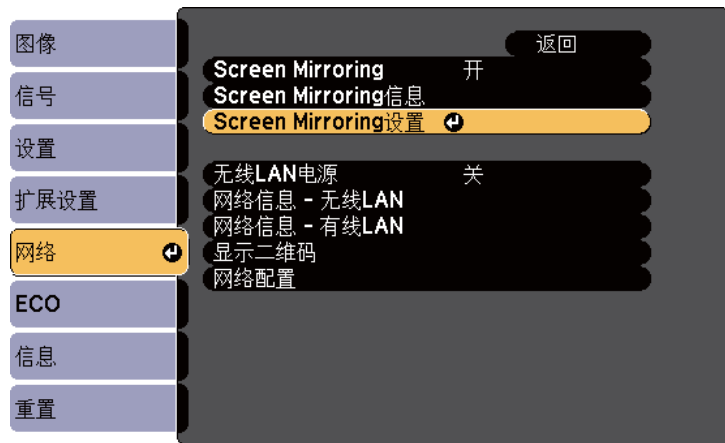 图像
信号
设置
扩展设置
网络
ECO
信息
重置
返回
Screen Mirroring 开
Screen Mirroring信息
Screen Mirroring设置
无线LAN电源 关
网络信息 - 无线LAN
网络信息 - 有线LAN
显示二维码
网络配置